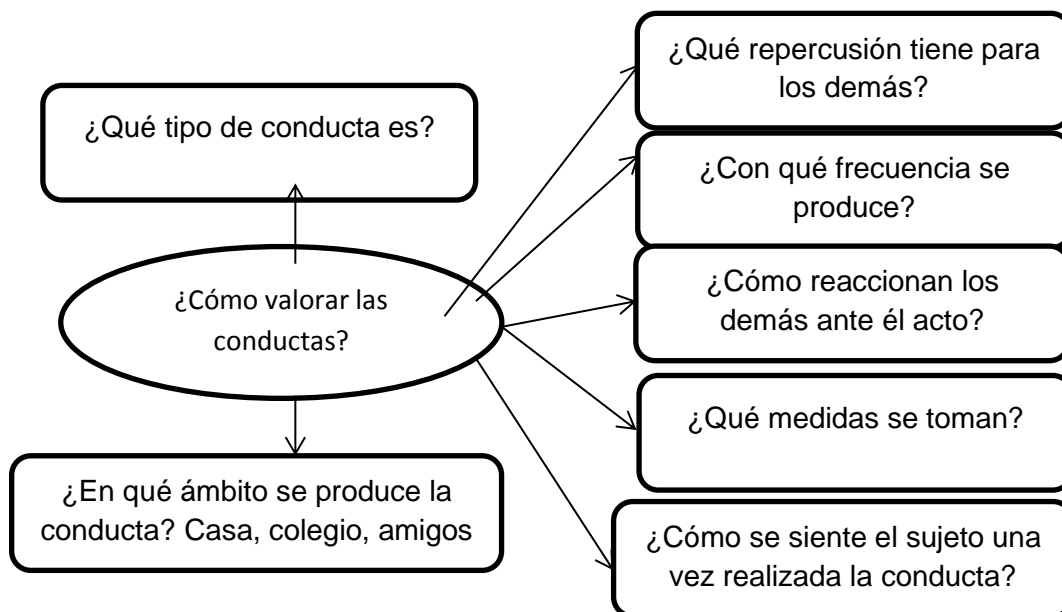 ¿Qué tipo de conducta es?
¿Cómo valorar las
conductas?
¿En qué ámbito se produce la
conducta? Casa, colegio, amigos
¿Qué repercusión tiene para
los demás?
¿Con qué frecuencia se
produce?
¿Cómo reaccionan los
demás ante él acto?
¿Qué medidas se toman?
¿Cómo se siente el sujeto una
vez realizada la conducta?